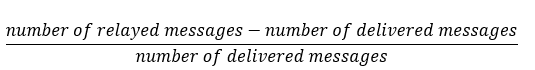 number of relayed messages − number of delivered messages
number of delivered messages